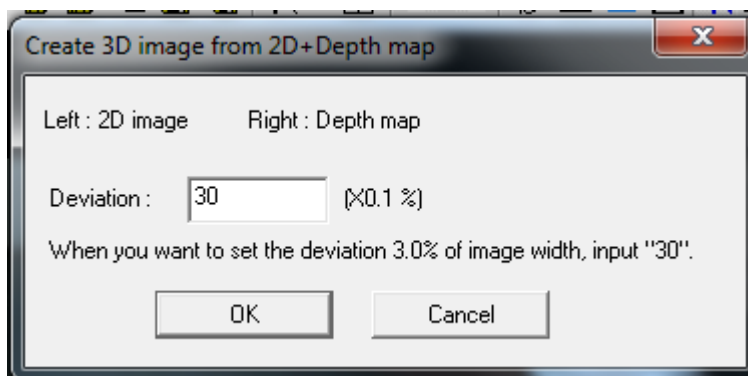 Create 3D image from 2D+Depth map
Left : 2D image Right : Depth map
Deviation : 30 (X0.1 %)
When you want to set the deviation 3.0% of image width, input "30".
OK Cancel